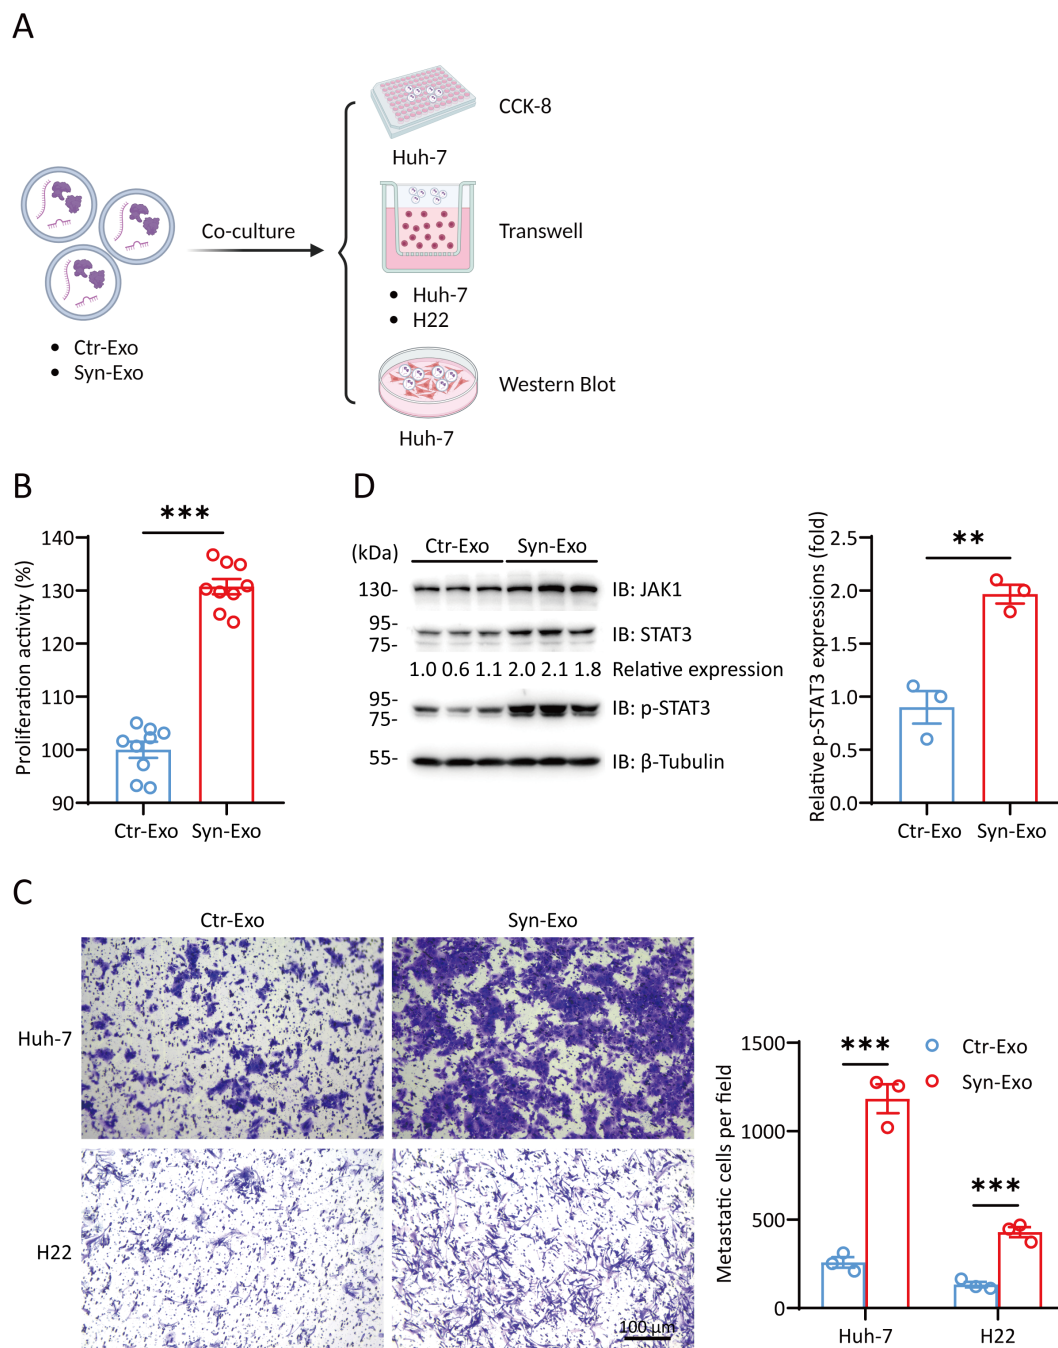 A
CCK-8
Huh-7
Co-culture
Transwell
• Huh-7
• H22
• Ctr-Exo
• Syn-Exo
Western Blot
Huh-7
B
***
Proliferation activity (%)
140
130
120
110
100
90
Ctr-Exo Syn-Exo
D
(kDa) Ctr-Exo Syn-Exo
130- IB: JAK1
95-
75- IB: STAT3
1.0 0.6 1.1 2.0 2.1 1.8 Relative expression
95-
75- IB: p-STAT3
55- IB: β-Tubulin
Relative p-STAT3 expressions (fold)
**
2.5
2.0
1.5
1.0
0.5
0.0
Ctr-Exo Syn-Exo
C
Ctr-Exo Syn-Exo
Huh-7
H22
100 μm
Metastatic cells per field
1500
1000
500
0
***
***
Ctr-Exo
Syn-Exo
Huh-7 H22